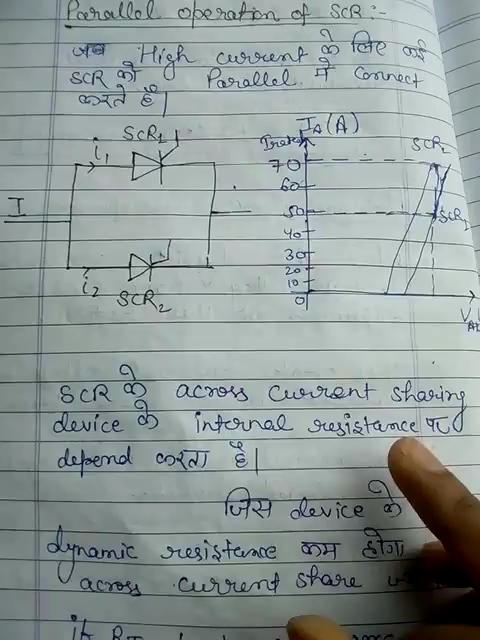 Parallel operation of SCR:-
जब High current के लिए कई
SCR को Parallel में Connect
करते है।
SCR1
i1
I
i2
SCR2
IA (A)
70
60
50
40
30
20
10
0
SCR1
SCR2
SCR के across current sharing
device के internal resistance पर
depend करता है।
जिस device के
dynamic resistance कम होगा
across current share